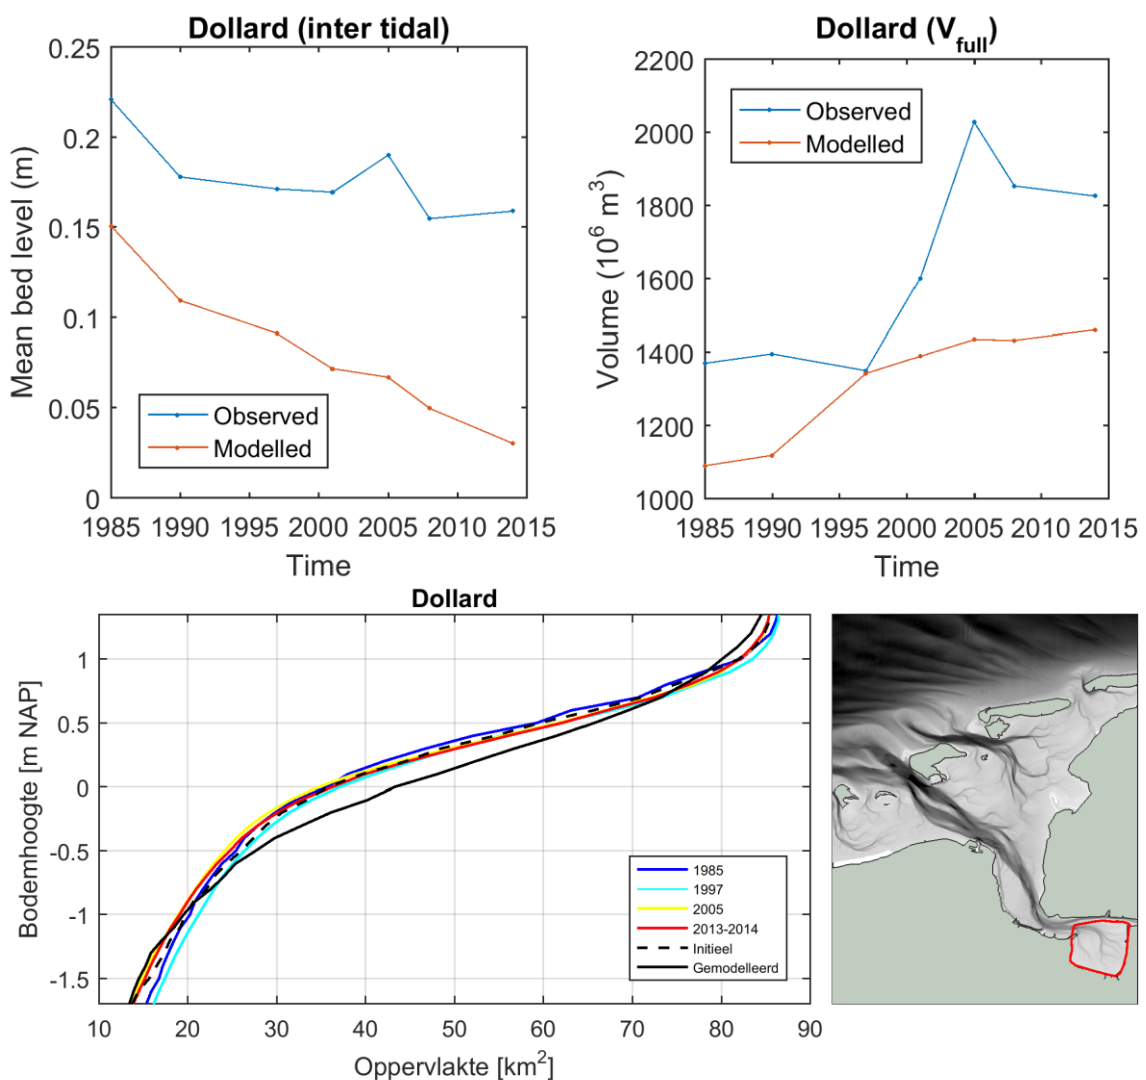 Dollard (inter tidal)
0.25
0.2
0.15
0.1
0.05
0
Mean bed level (m)
Observed
Modelled
1985 1990 1995 2000 2005 2010 2015
Time
Dollard (Vfull)
2200
2000
1800
1600
1400
1200
1000
Volume (10⁶ m³)
Observed
Modelled
1985 1990 1995 2000 2005 2010 2015
Time
Dollard
1
0.5
0
-0.5
-1
-1.5
Bodemhoogte [m NAP]
1985
1997
2005
2013-2014
Initieel
Gemodelleerd
10 20 30 40 50 60 70 80 90
Oppervlakte [km²]